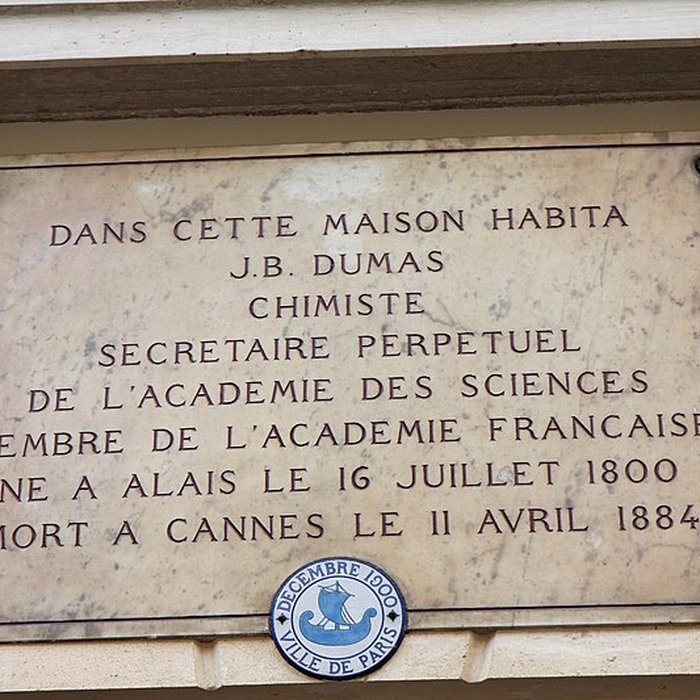 DANS CETTE MAISON HABITA
J.B. DUMAS
CHIMISTE
SECRETAIRE PERPETUEL
DE L'ACADEMIE DES SCIENCES
EMBRE DE L'ACADEMIE FRANCAISE
NE A ALAIS LE 16 JUILLET 1800
MORT A CANNES LE 11 AVRIL 1884
DECEMBRE 1900
VILLE DE PARIS